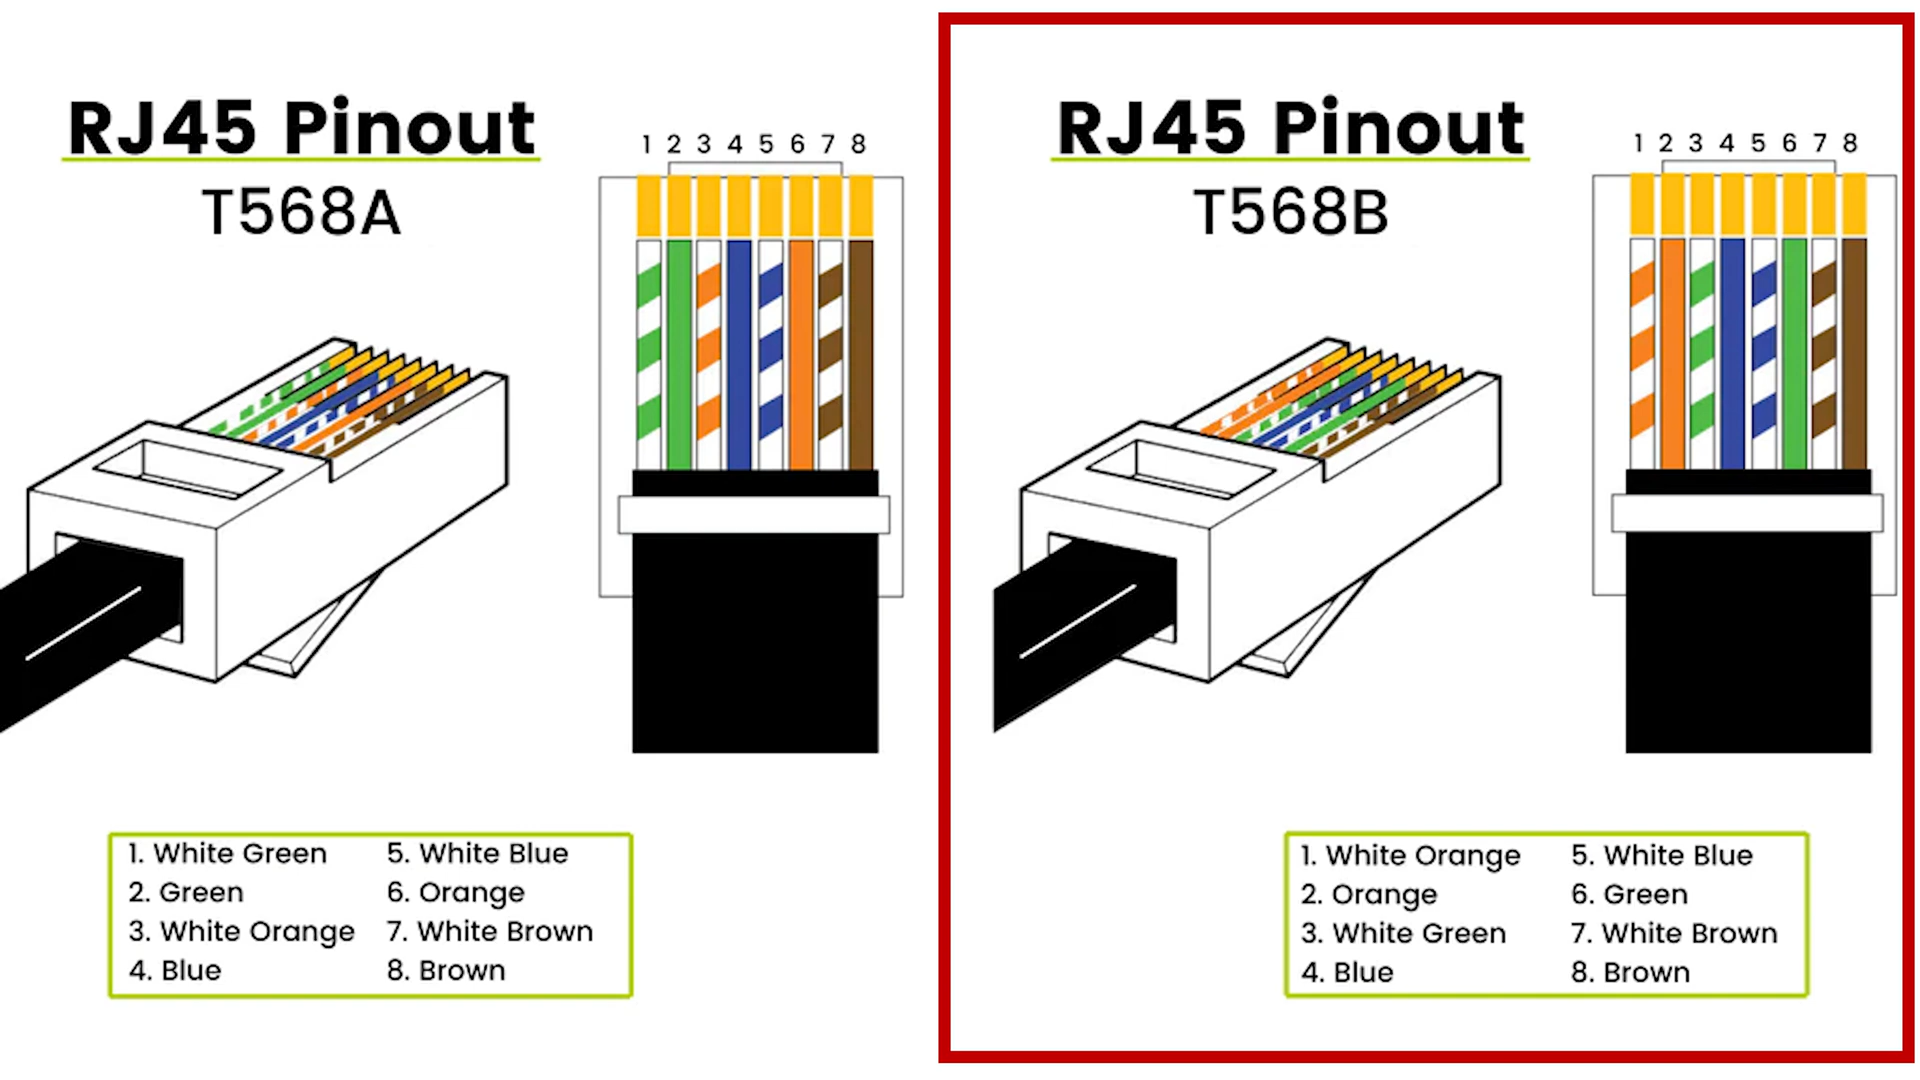 RJ45 Pinout
T568A
1 2 3 4 5 6 7 8
1. White Green
2. Green
3. White Orange
4. Blue
5. White Blue
6. Orange
7. White Brown
8. Brown
RJ45 Pinout
T568B
1 2 3 4 5 6 7 8
1. White Orange
2. Orange
3. White Green
4. Blue
5. White Blue
6. Green
7. White Brown
8. Brown